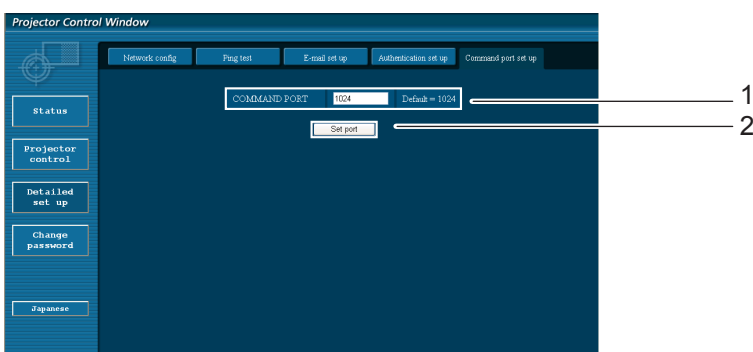 Projector Control Window
Network config Ping test E-mail set up Authentication set up Command port set up
COMMAND PORT 1024 Default = 1024 1
Set port 2
Status
Projector
control
Detailed
set up
Change
password
Japanese